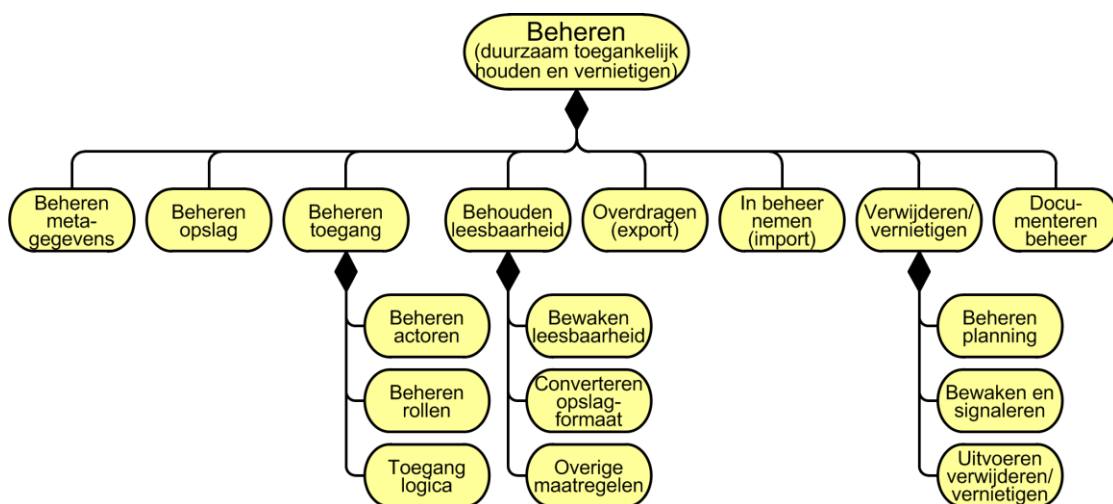 Beheren
(duurzaam toegankelijk
houden en vernietigen)
Beheren
meta-
gegevens
Beheren
opslag
Beheren
toegang
Behouden
leesbaarheid
Overdragen
(export)
In beheer
nemen
(import)
Verwijderen/
vernietigen
Docu-
menteren
beheer
Beheren
actoren
Beheren
rollen
Toegang
logica
Bewaken
leesbaarheid
Converteren
opslag-
formaat
Overige
maatregelen
Beheren
planning
Bewaken en
signaleren
Uitvoeren
verwijderen/
vernietigen